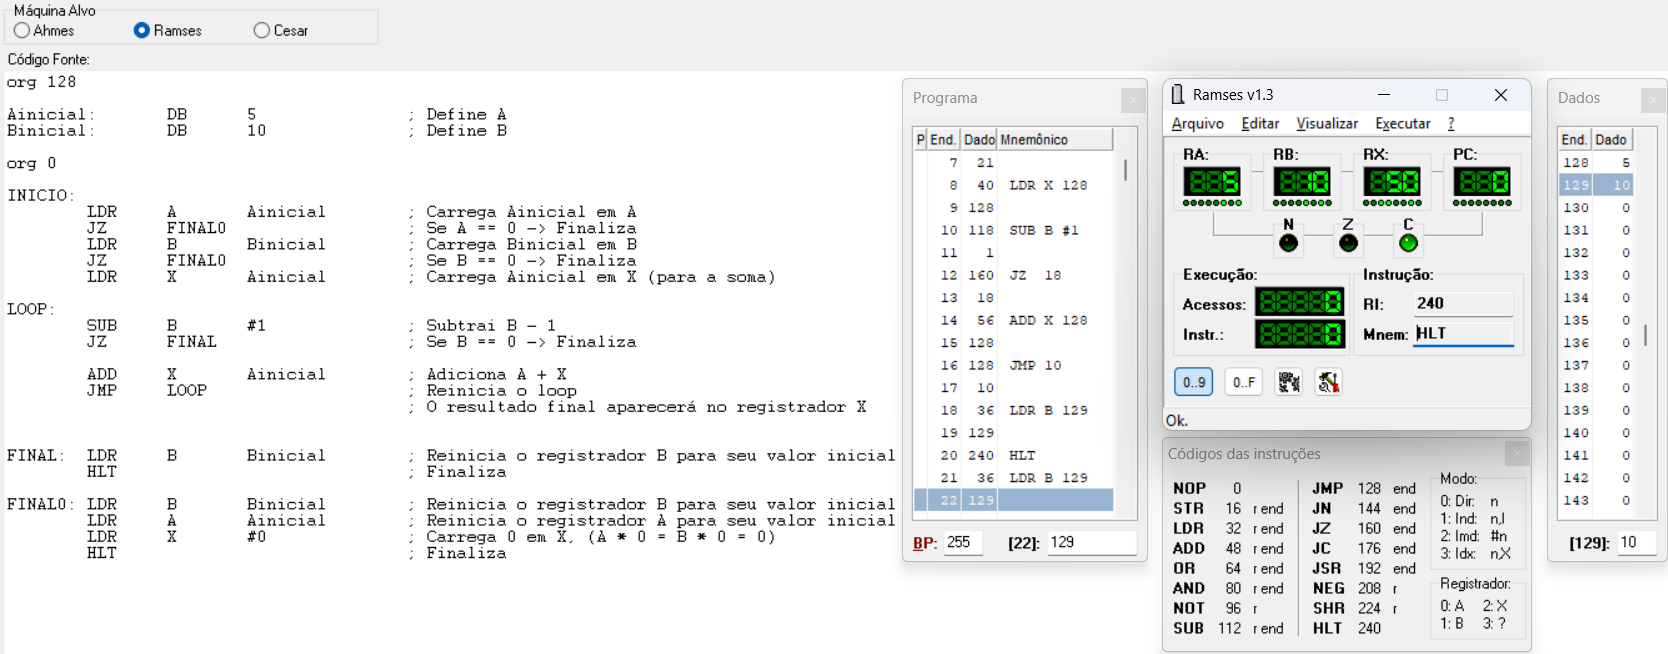 Máquina Alvo
Ahmes Ramses Cesar
Código Fonte:
org 128
Ainicial: DB 5 ; Define A
Binicial: DB 10 ; Define B
org 0
INICIO:
LDR A Ainicial ; Carrega Ainicial em A
JZ FINAL0 ; Se A == 0 -> Finaliza
LDR B Binicial ; Carrega Binicial em B
JZ FINAL0 ; Se B == 0 -> Finaliza
LDR X Ainicial ; Carrega Ainicial em X (para a soma)
LOOP:
SUB B #1 ; Subtrai B - 1
JZ FINAL ; Se B == 0 -> Finaliza
ADD X Ainicial ; Adiciona A + X
JMP LOOP ; Reinicia o loop
; O resultado final aparecerá no registrador X
FINAL: LDR B Binicial ; Reinicia o registrador B para seu valor inicial
HLT ; Finaliza
FINAL0: LDR B Binicial ; Reinicia o registrador B para seu valor inicial
LDR A Ainicial ; Reinicia o registrador A para seu valor inicial
LDR X #0 ; Carrega 0 em X, (A * 0 = B * 0 = 0)
HLT ; Finaliza
Programa
P End. Dado Mnemônico
7 21
8 40 LDR X 128
9 128
10 118 SUB B #1
11 1
12 160 JZ 18
13 18
14 56 ADD X 128
15 128
16 128 JMP 10
17 10
18 36 LDR B 129
19 129
20 240 HLT
21 36 LDR B 129
22 129
BP: 255 [22]: 129
Ramses v1.3
Arquivo Editar Visualizar Executar ?
RA: RB: RX: PC:
5 10 50 0
N Z C
Execução: Instrução:
Acessos: 0 RI: 240
Instr.: 0 Mnem: HLT
0..9 0..F
Ok.
Códigos das instruções
NOP 0 JMP 128 end
STR 16 r end JN 144 end
LDR 32 r end JZ 160 end
ADD 48 r end JC 176 end
OR 64 r end JSR 192 end
AND 80 r end NEG 208 r
NOT 96 r SHR 224 r
SUB 112 r end HLT 240
Modo:
0: Dir: n
1: Ind: n,I
2: Imd: #n
3: Idx: n,X
Registrador:
0: A 2: X
1: B 3: ?
Dados
End. Dado
128 5
129 10
130 0
131 0
132 0
133 0
134 0
135 0
136 0
137 0
138 0
139 0
140 0
141 0
142 0
143 0
[129]: 10